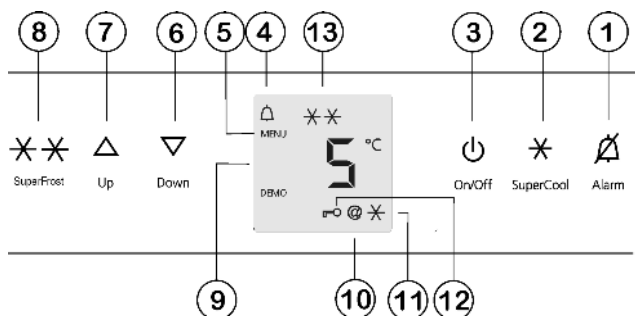 8 7 6 5 4 13 3 2 1
MENU
5 °C
SuperFrost Up Down DEMO On/Off SuperCool Alarm
@
9 10 11 12